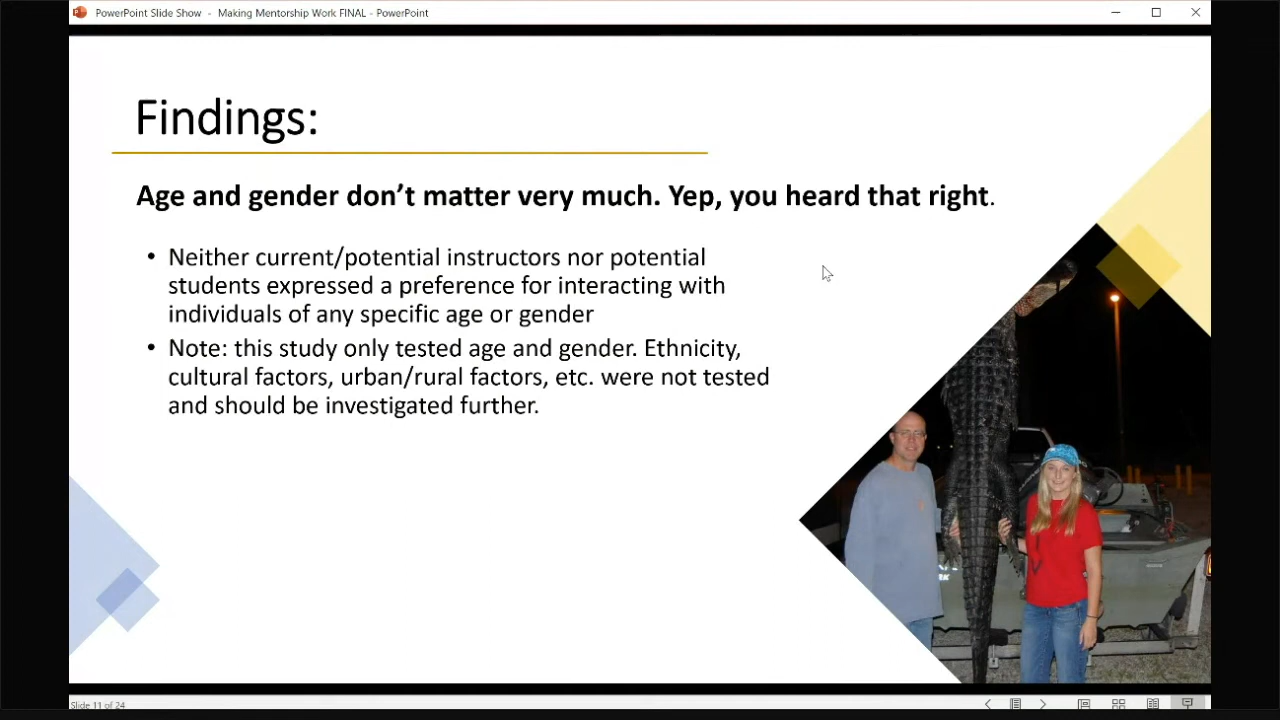 PowerPoint Slide Show - Making Mentorship Work FINAL - PowerPoint
Findings:
Age and gender don’t matter very much. Yep, you heard that right.
• Neither current/potential instructors nor potential
students expressed a preference for interacting with
individuals of any specific age or gender
• Note: this study only tested age and gender. Ethnicity,
cultural factors, urban/rural factors, etc. were not tested
and should be investigated further.
Slide 11 of 24